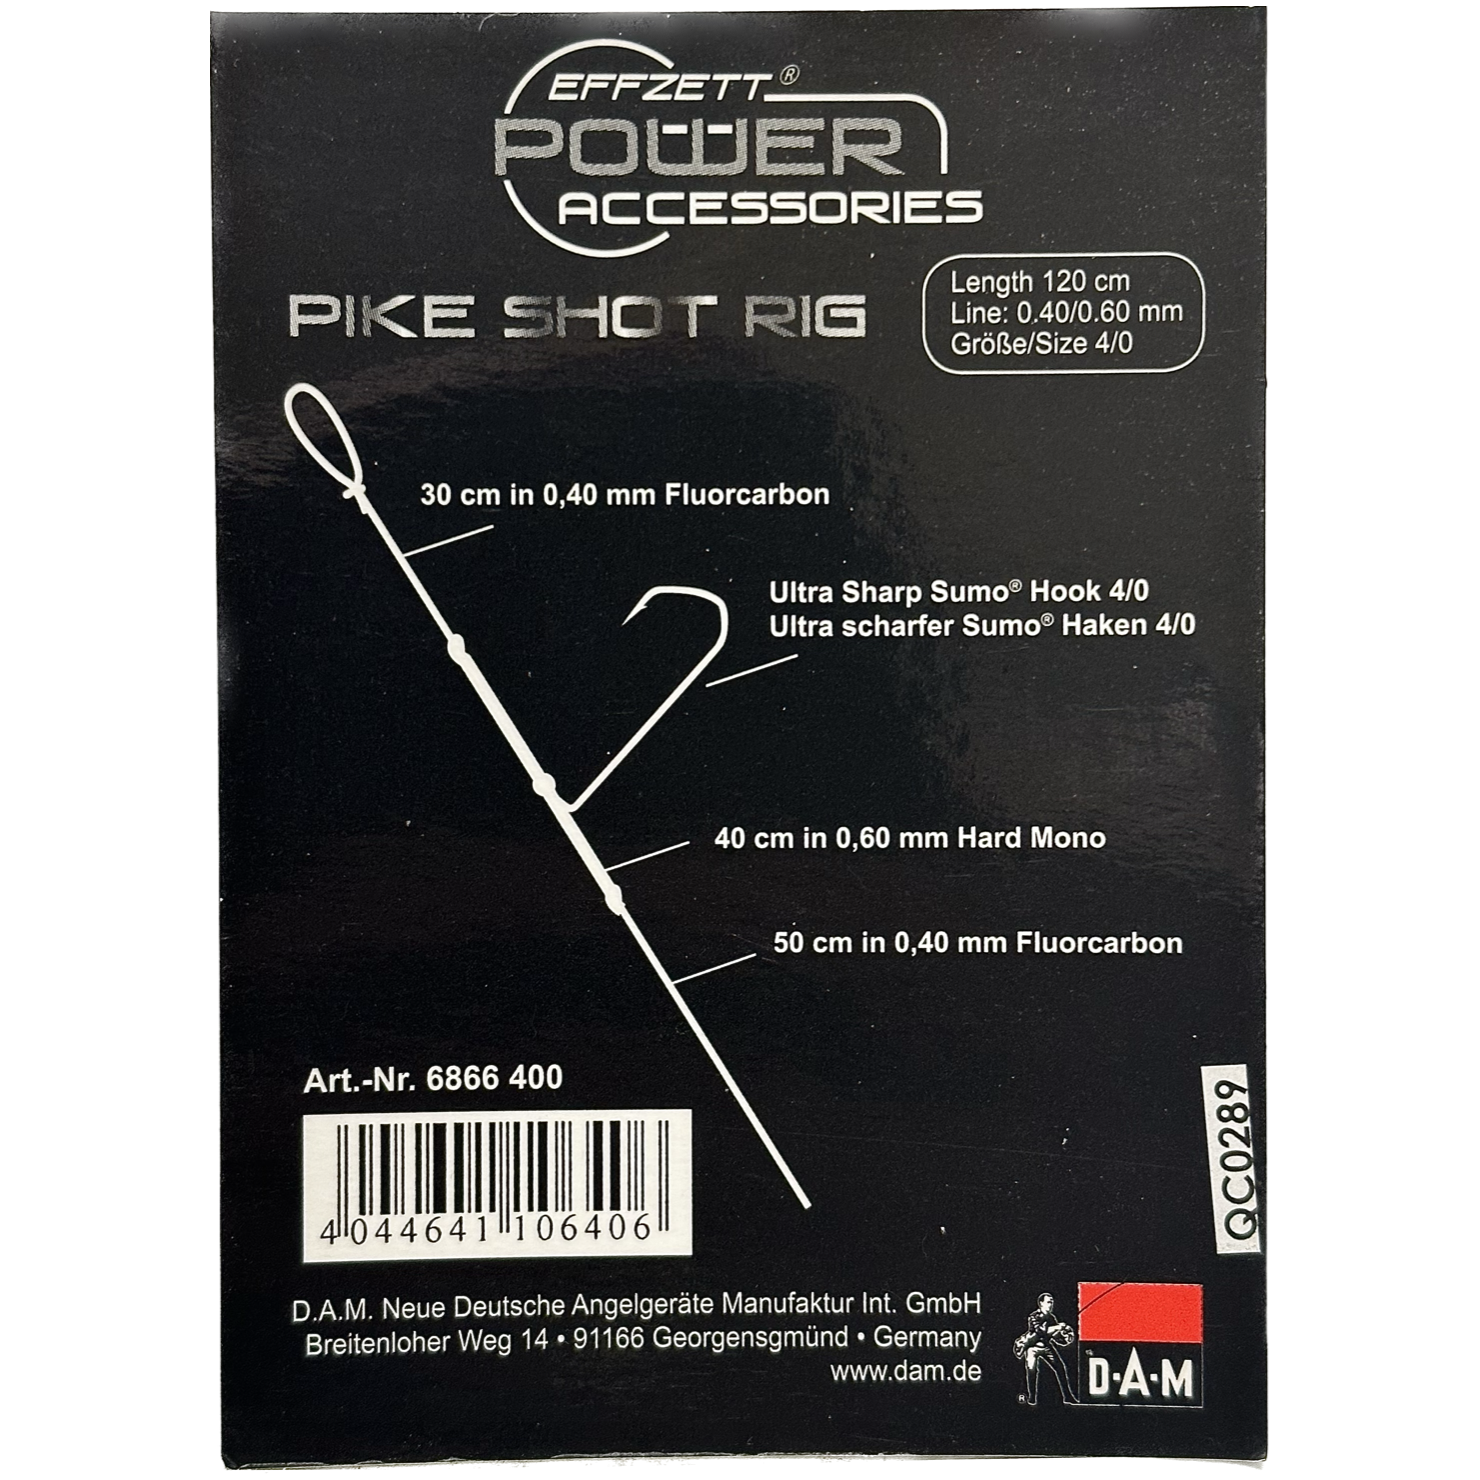 EFFZETT®
POWER
ACCESSORIES
PIKE SHOT RIG
Length 120 cm
Line: 0.40/0.60 mm
Größe/Size 4/0
30 cm in 0,40 mm Fluorcarbon
Ultra Sharp Sumo® Hook 4/0
Ultra scharfer Sumo® Haken 4/0
40 cm in 0,60 mm Hard Mono
50 cm in 0,40 mm Fluorcarbon
Art.-Nr. 6866 400
4 044641 106406
QC0289
D.A.M. Neue Deutsche Angelgeräte Manufaktur Int. GmbH
Breitenloher Weg 14 • 91166 Georgensgmünd • Germany
www.dam.de
®
D·A·M